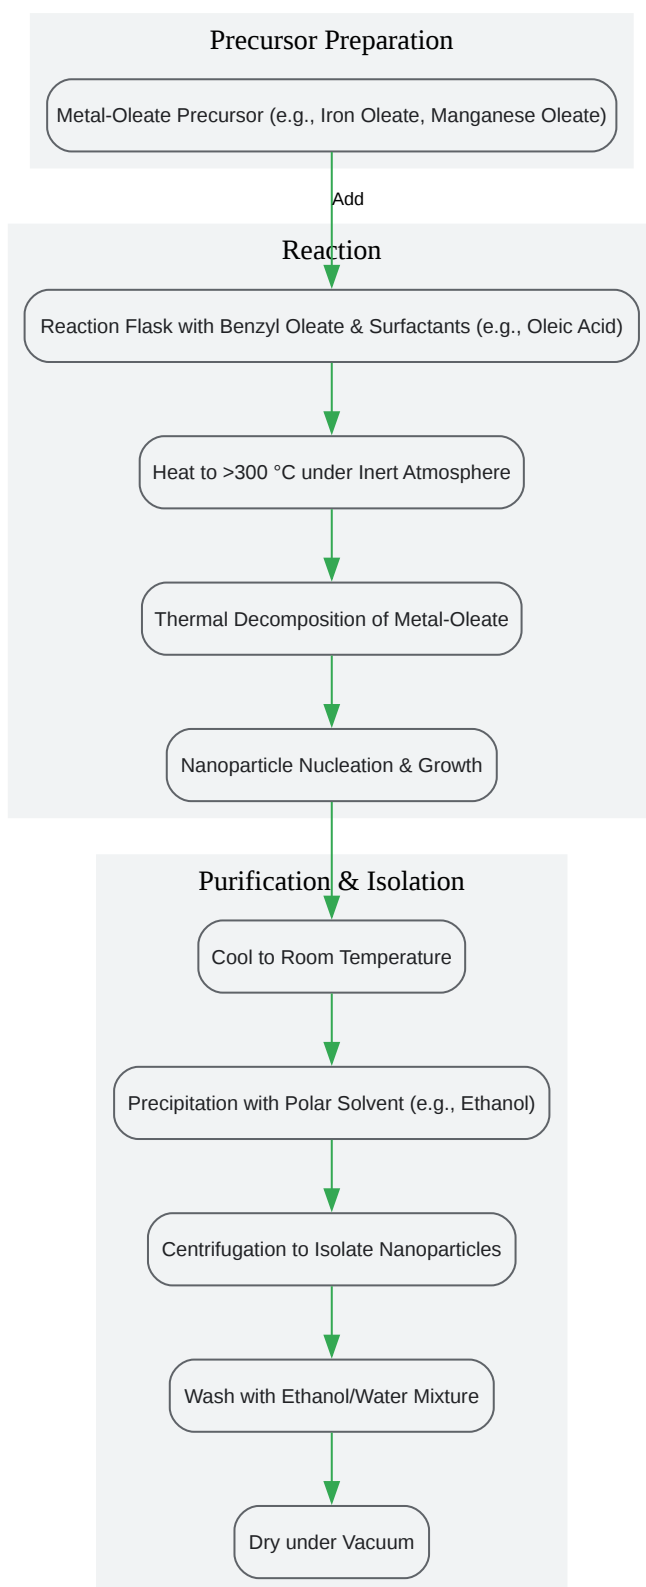 Precursor Preparation
Metal-Oleate Precursor (e.g., Iron Oleate, Manganese Oleate)
Add
Reaction
Reaction Flask with Benzyl Oleate & Surfactants (e.g., Oleic Acid)
Heat to >300 °C under Inert Atmosphere
Thermal Decomposition of Metal-Oleate
Nanoparticle Nucleation & Growth
Purification & Isolation
Cool to Room Temperature
Precipitation with Polar Solvent (e.g., Ethanol)
Centrifugation to Isolate Nanoparticles
Wash with Ethanol/Water Mixture
Dry under Vacuum